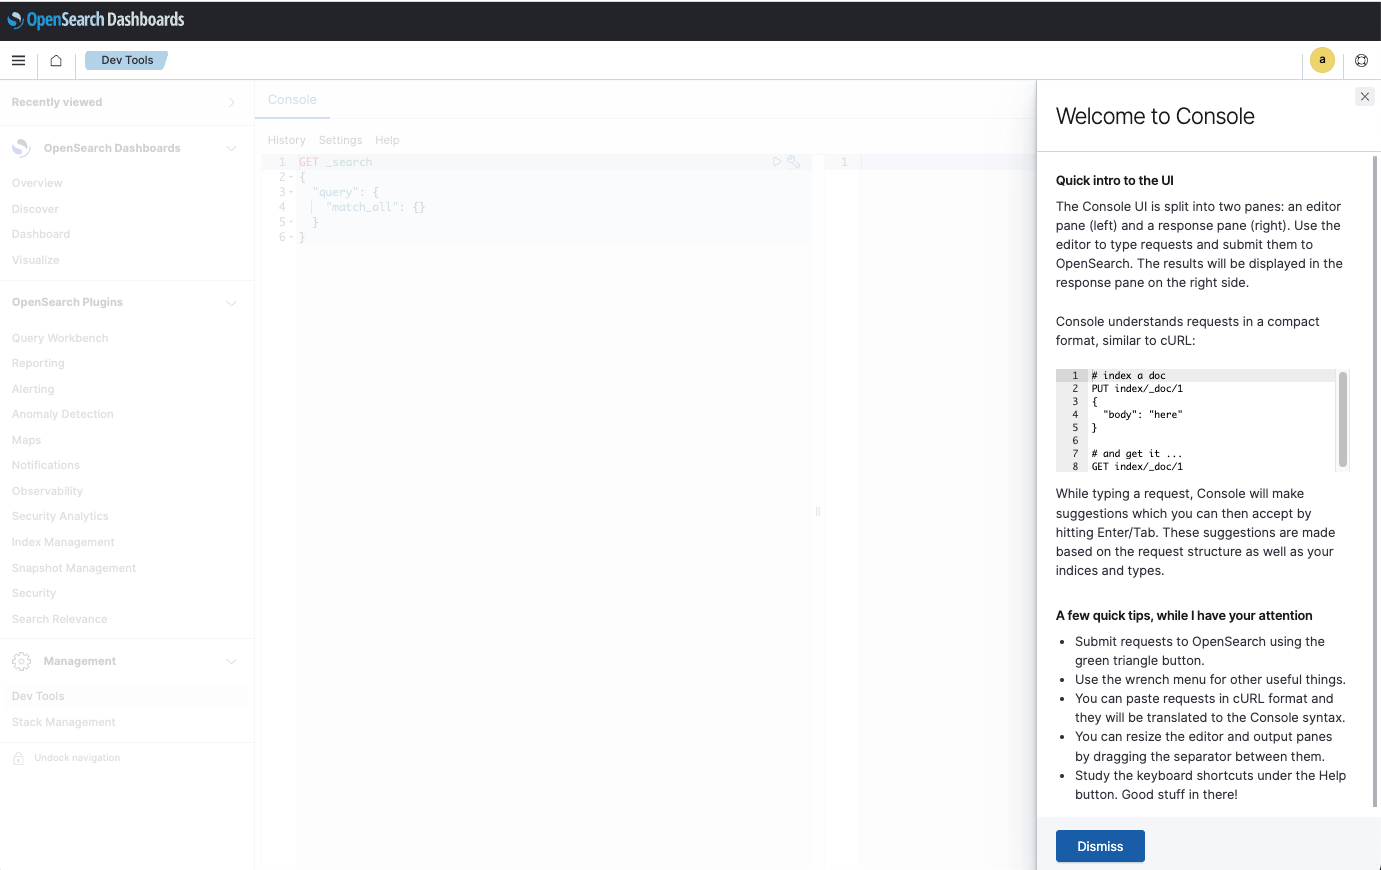 OpenSearch Dashboards
Dev Tools
a
Recently viewed
OpenSearch Dashboards
Overview
Discover
Dashboard
Visualize
OpenSearch Plugins
Query Workbench
Reporting
Alerting
Anomaly Detection
Maps
Notifications
Observability
Security Analytics
Index Management
Snapshot Management
Security
Search Relevance
Management
Dev Tools
Stack Management
Undock navigation
Console
History Settings Help
1 GET _search
2 {
3 "query": {
4 "match_all": {}
5 }
6 }
1
Welcome to Console
Quick intro to the UI
The Console UI is split into two panes: an editor
pane (left) and a response pane (right). Use the
editor to type requests and submit them to
OpenSearch. The results will be displayed in the
response pane on the right side.
Console understands requests in a compact
format, similar to cURL:
1 # index a doc
2 PUT index/_doc/1
3 {
4 "body": "here"
5 }
6
7 # and get it ...
8 GET index/_doc/1
While typing a request, Console will make
suggestions which you can then accept by
hitting Enter/Tab. These suggestions are made
based on the request structure as well as your
indices and types.
A few quick tips, while I have your attention
• Submit requests to OpenSearch using the
green triangle button.
• Use the wrench menu for other useful things.
• You can paste requests in cURL format and
they will be translated to the Console syntax.
• You can resize the editor and output panes
by dragging the separator between them.
• Study the keyboard shortcuts under the Help
button. Good stuff in there!
Dismiss